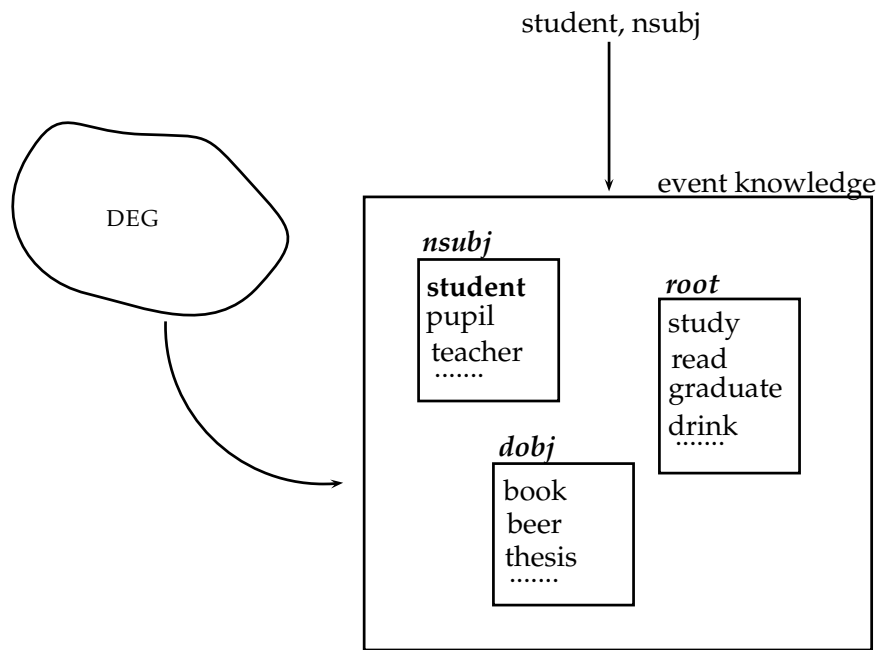 student, nsubj
event knowledge
DEG
nsubj
student
pupil
teacher
.......
root
study
read
graduate
drink
.......
dobj
book
beer
thesis
.......